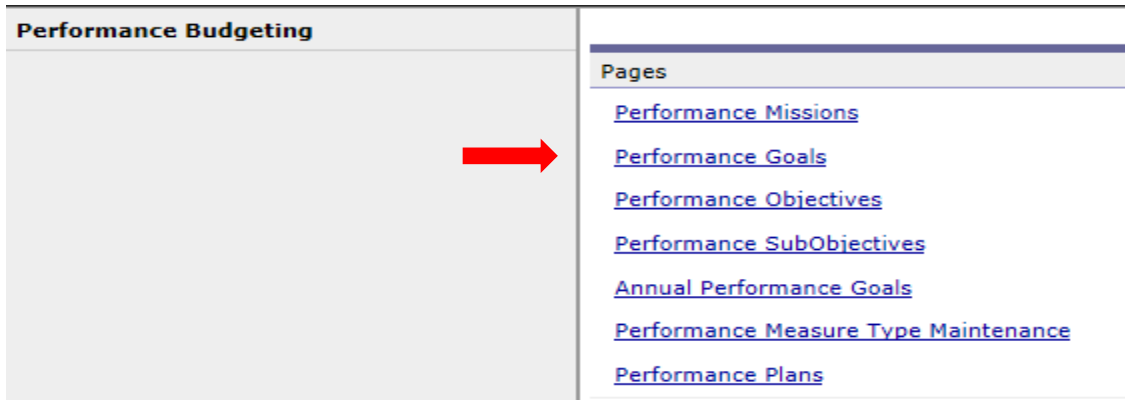 Performance Budgeting
Pages
Performance Missions
Performance Goals
Performance Objectives
Performance SubObjectives
Annual Performance Goals
Performance Measure Type Maintenance
Performance Plans